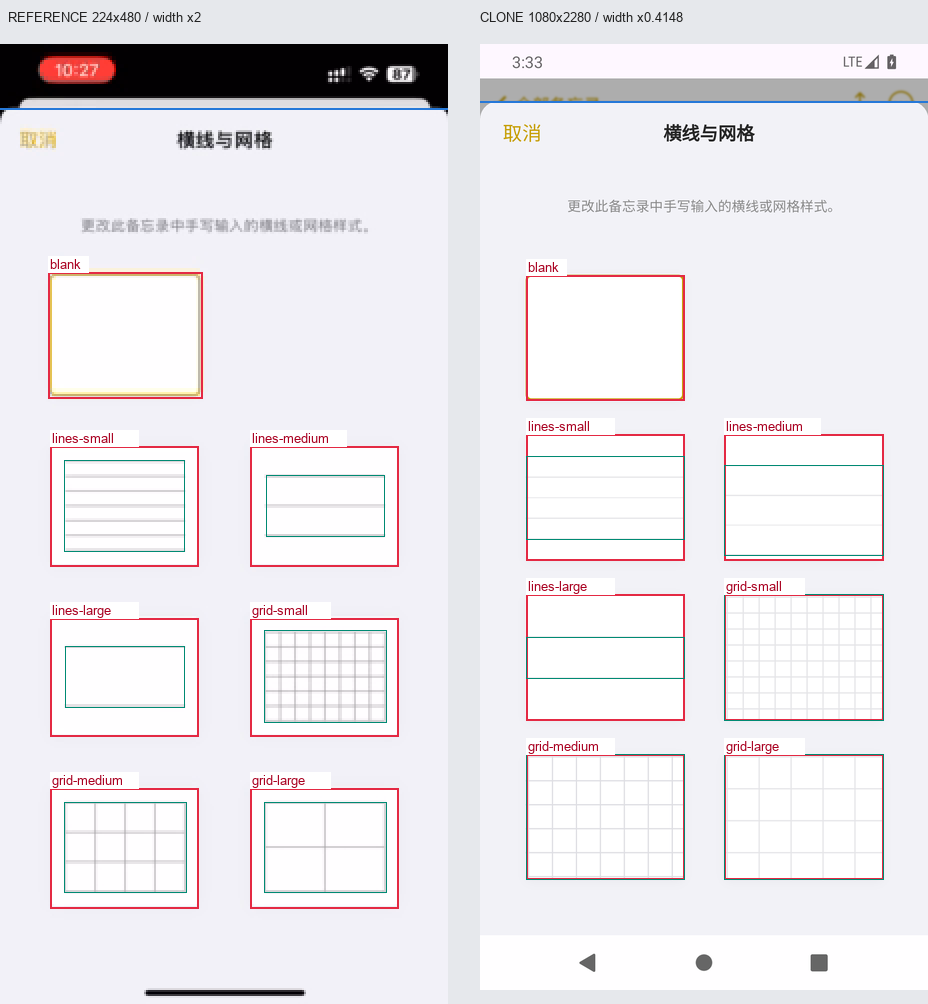 REFERENCE 224x480 / width x2
10:27
87
取消
横线与网格
更改此备忘录中手写输入的横线或网格样式。
blank
lines-small
lines-medium
lines-large
grid-small
grid-medium
grid-large
CLONE 1080x2280 / width x0.4148
3:33
LTE
取消
横线与网格
更改此备忘录中手写输入的横线或网格样式。
blank
lines-small
lines-medium
lines-large
grid-small
grid-medium
grid-large